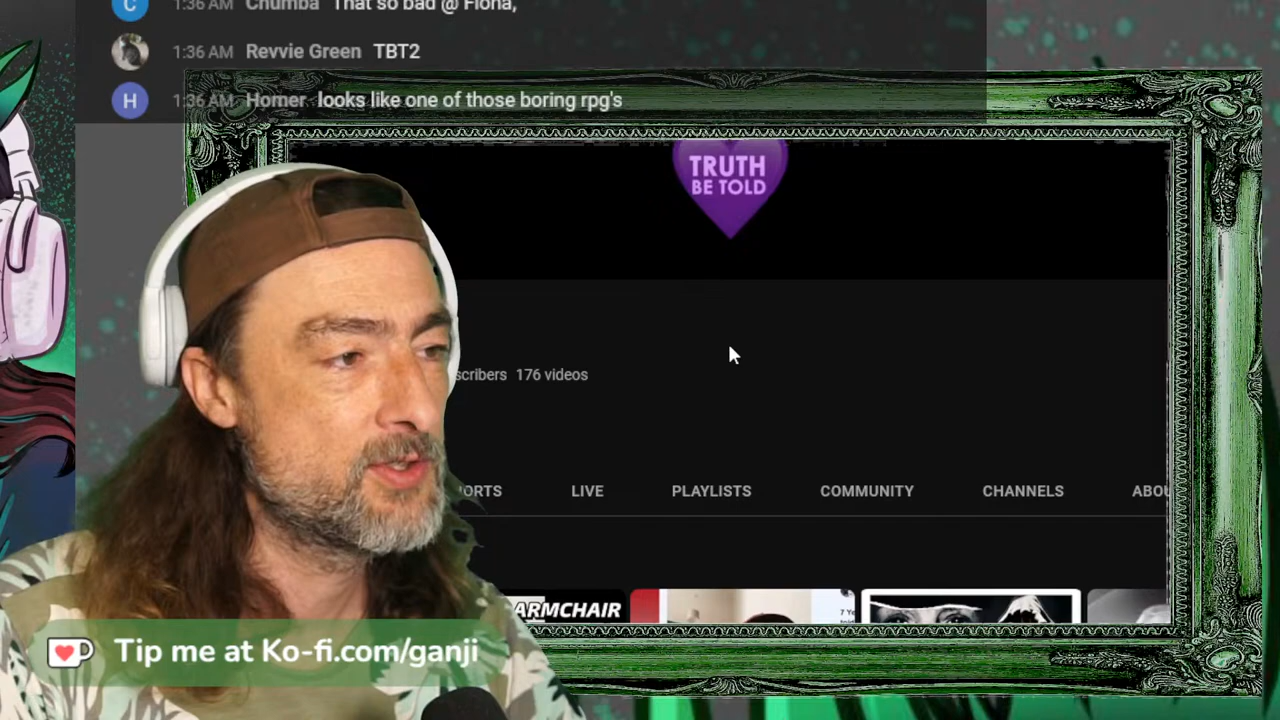 C 1:36 AM Chumba That so bad @ Fiona,
1:36 AM Revvie Green TBT2
H 1:36 AM Homer looks like one of those boring rpg's
TRUTH
BE TOLD
scribers 176 videos
ORTS LIVE PLAYLISTS COMMUNITY CHANNELS ABOU
ARMCHAIR
Tip me at Ko-fi.com/ganji